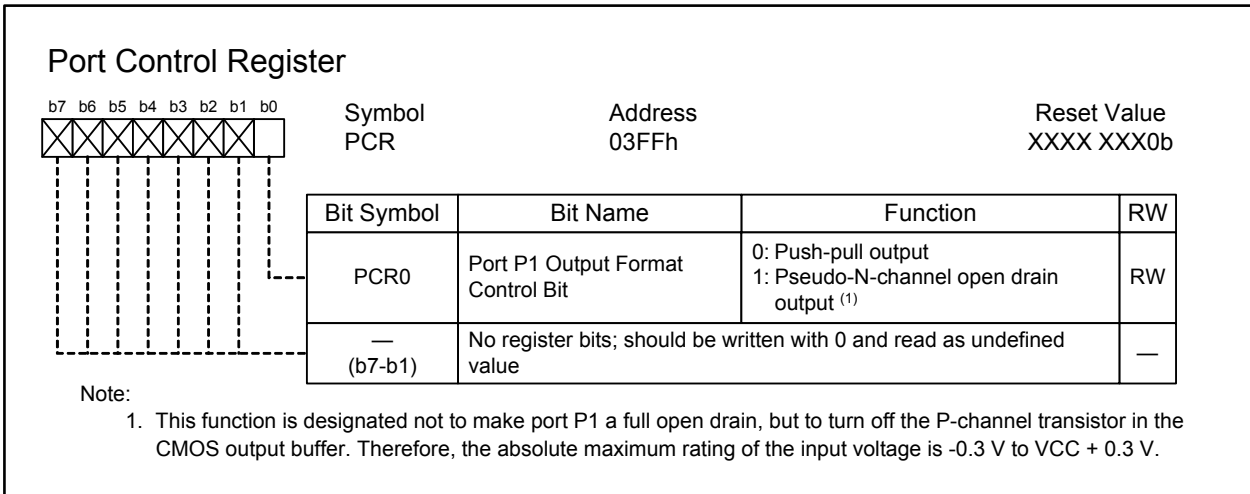 Port Control Register
b7 b6 b5 b4 b3 b2 b1 b0
Symbol Address Reset Value
PCR 03FFh XXXX XXX0b
Bit Symbol Bit Name Function RW
PCR0 Port P1 Output Format Control Bit 0: Push-pull output
1: Pseudo-N-channel open drain
output (1) RW
— (b7-b1) No register bits; should be written with 0 and read as undefined
value —
Note:
1. This function is designated not to make port P1 a full open drain, but to turn off the P-channel transistor in the
CMOS output buffer. Therefore, the absolute maximum rating of the input voltage is -0.3 V to VCC + 0.3 V.